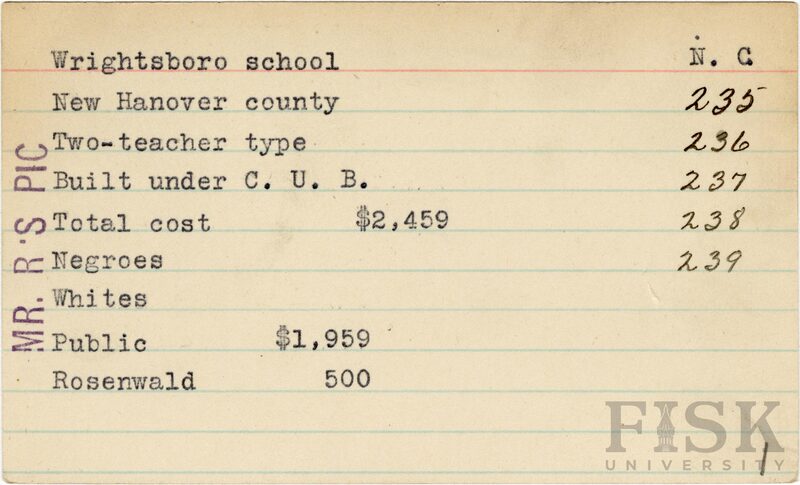 Wrightsboro school N. C.
New Hanover county 235
Two-teacher type 236
Built under C. U. B. 237
Total cost $2,459 238
Negroes 239
Whites
Public $1,959
Rosenwald 500
MR. R'S PIC
FISK
UNIVERSITY
1